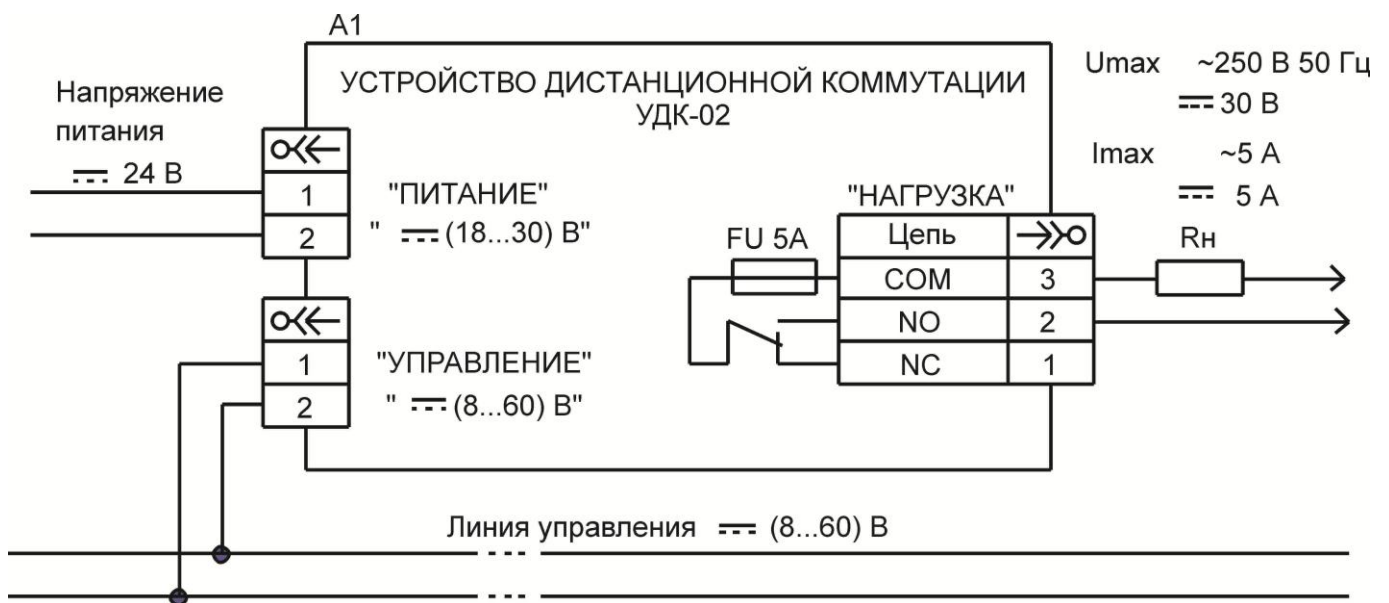 A1
УСТРОЙСТВО ДИСТАНЦИОННОЙ КОММУТАЦИИ
УДК-02
Напряжение
питания
24 В
1
2
"ПИТАНИЕ"
" (18...30) В"
1
2
"УПРАВЛЕНИЕ"
" (8...60) В"
FU 5A
"НАГРУЗКА"
Цепь
COM 3
NO 2
NC 1
Umax ~250 В 50 Гц
30 В
Imax ~5 А
5 А
Rн
Линия управления (8...60) В